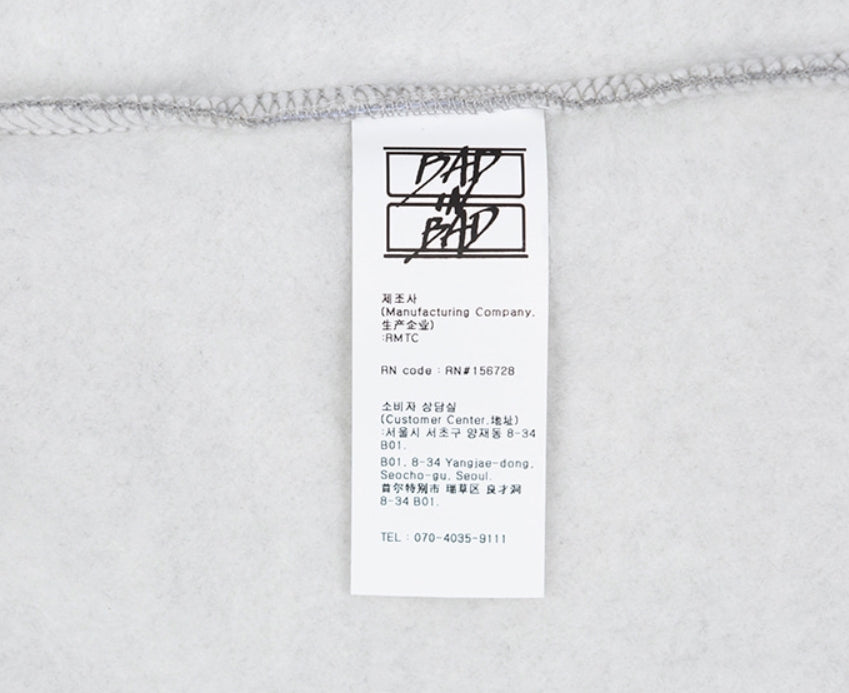 BAD
IN
BAD
제조사
(Manufacturing Company,
生产企业)
:RMTC
RN code : RN#156728
소비자 상담실
(Customer Center,地址)
:서울시 서초구 양재동 8-34
B01.
B01, 8-34 Yangjae-dong,
Seocho-gu, Seoul.
首尔特别市 瑞草区 良才洞
8-34 B01.
TEL : 070-4035-9111